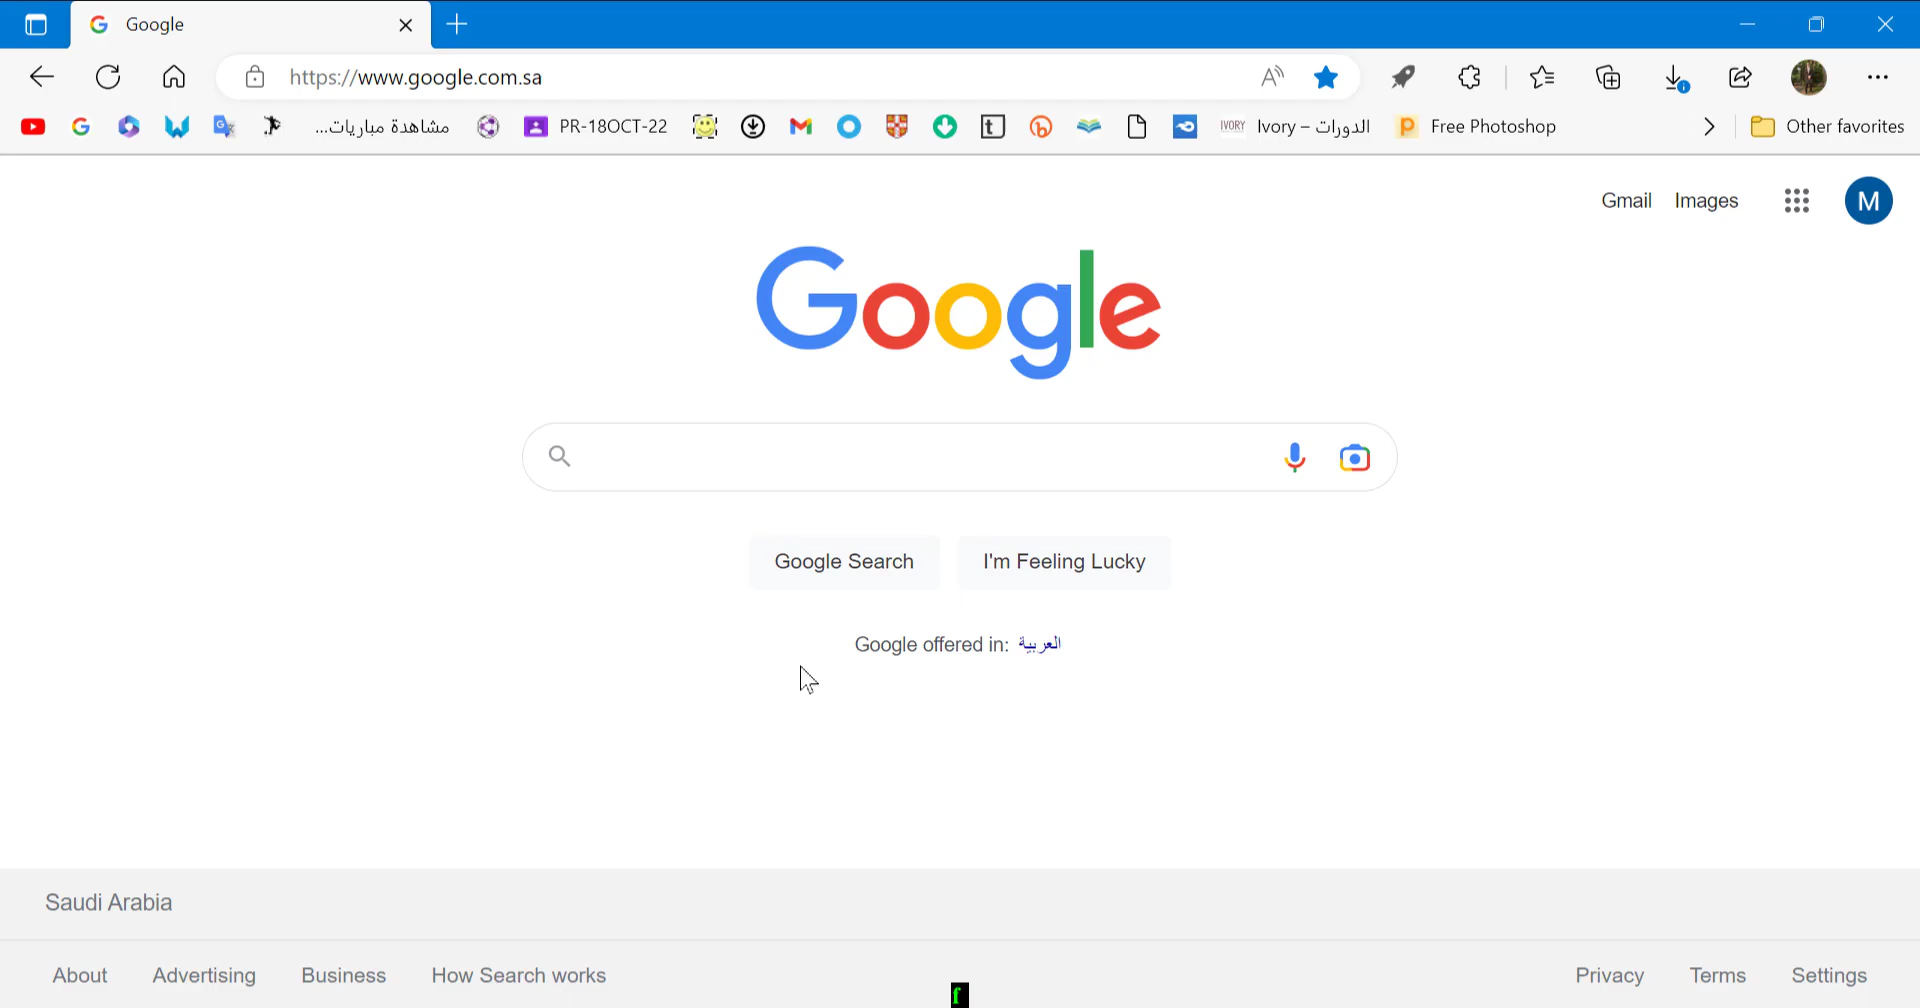 Google
https://www.google.com.sa
مشاهدة مباريات...
PR-18OCT-22
IVORY
Ivory – الدورات
Free Photoshop
Other favorites
Gmail
Images
M
Google
Google Search
I'm Feeling Lucky
Google offered in: العربية
Saudi Arabia
About
Advertising
Business
How Search works
f
Privacy
Terms
Settings